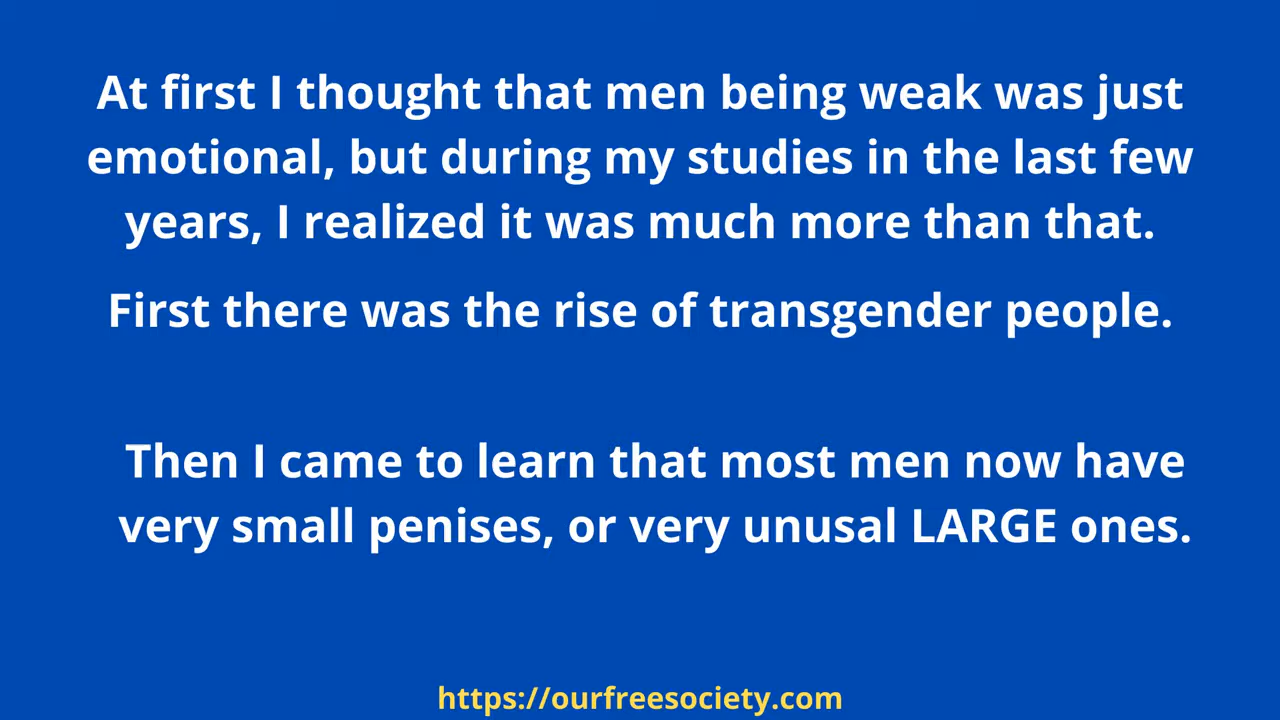 At first I thought that men being weak was just
emotional, but during my studies in the last few
years, I realized it was much more than that.
First there was the rise of transgender people.
Then I came to learn that most men now have
very small penises, or very unusal LARGE ones.
https://ourfreesociety.com